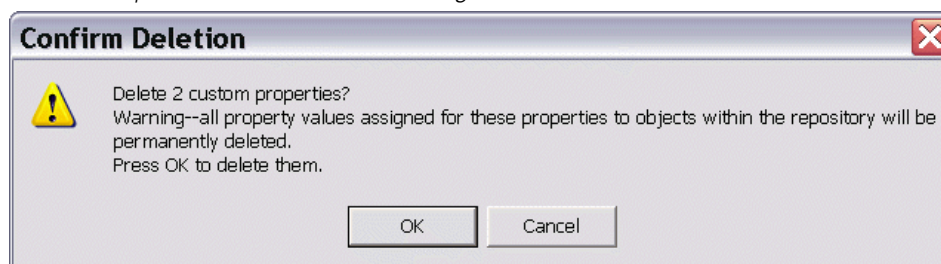 Confirm Deletion
Delete 2 custom properties?
Warning--all property values assigned for these properties to objects within the repository will be
permanently deleted.
Press OK to delete them.
OK
Cancel